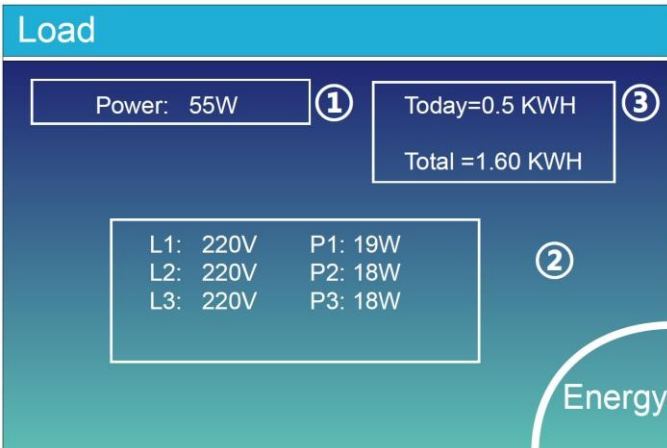 Load
Power: 55W
①
Today=0.5 KWH
③
Total =1.60 KWH
L1: 220V P1: 19W
L2: 220V P2: 18W
L3: 220V P3: 18W
②
Energy